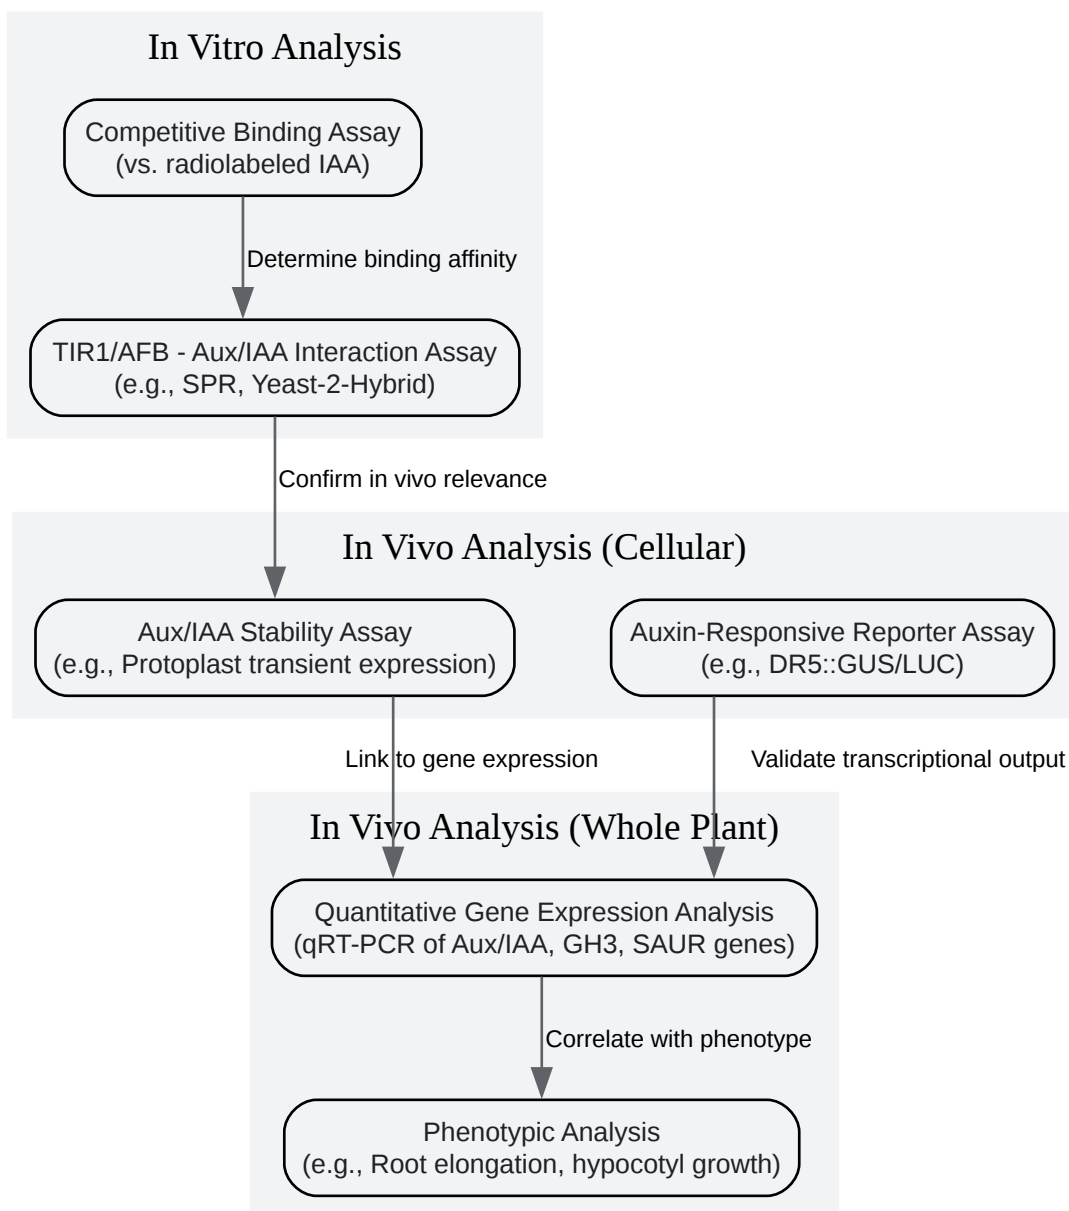 In Vitro Analysis
Competitive Binding Assay
(vs. radiolabeled IAA)
Determine binding affinity
TIR1/AFB - Aux/IAA Interaction Assay
(e.g., SPR, Yeast-2-Hybrid)
Confirm in vivo relevance
In Vivo Analysis (Cellular)
Aux/IAA Stability Assay
(e.g., Protoplast transient expression)
Auxin-Responsive Reporter Assay
(e.g., DR5::GUS/LUC)
Link to gene expression
Validate transcriptional output
In Vivo Analysis (Whole Plant)
Quantitative Gene Expression Analysis
(qRT-PCR of Aux/IAA, GH3, SAUR genes)
Correlate with phenotype
Phenotypic Analysis
(e.g., Root elongation, hypocotyl growth)